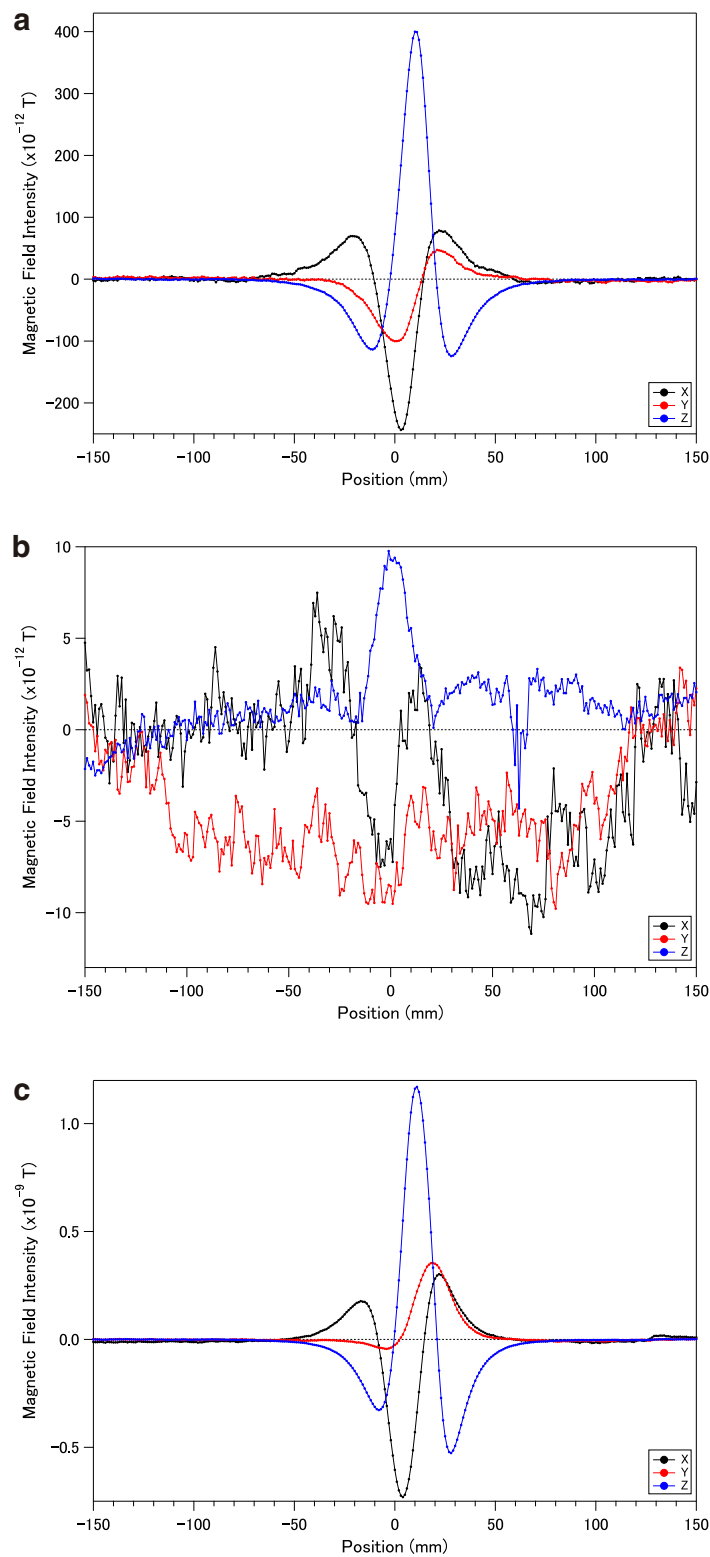 a
Magnetic Field Intensity (x10−12 T)
400
300
200
100
0
−100
−200
−150
−100
−50
0
50
100
150
Position (mm)
X
Y
Z
b
Magnetic Field Intensity (x10−12 T)
10
5
0
−5
−10
−150
−100
−50
0
50
100
150
Position (mm)
X
Y
Z
c
Magnetic Field Intensity (x10−9 T)
1.0
0.5
0.0
−0.5
−150
−100
−50
0
50
100
150
Position (mm)
X
Y
Z